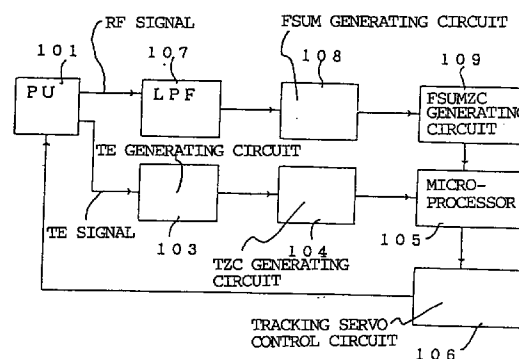 RF SIGNAL
FSUM GENERATING CIRCUIT
101
107
108
109
PU
LPF
FSUMZC
GENERATING
CIRCUIT
TE GENERATING CIRCUIT
MICRO-
PROCESSOR
TE SIGNAL
103
104
105
TZC GENERATING
CIRCUIT
TRACKING SERVO
CONTROL CIRCUIT
106